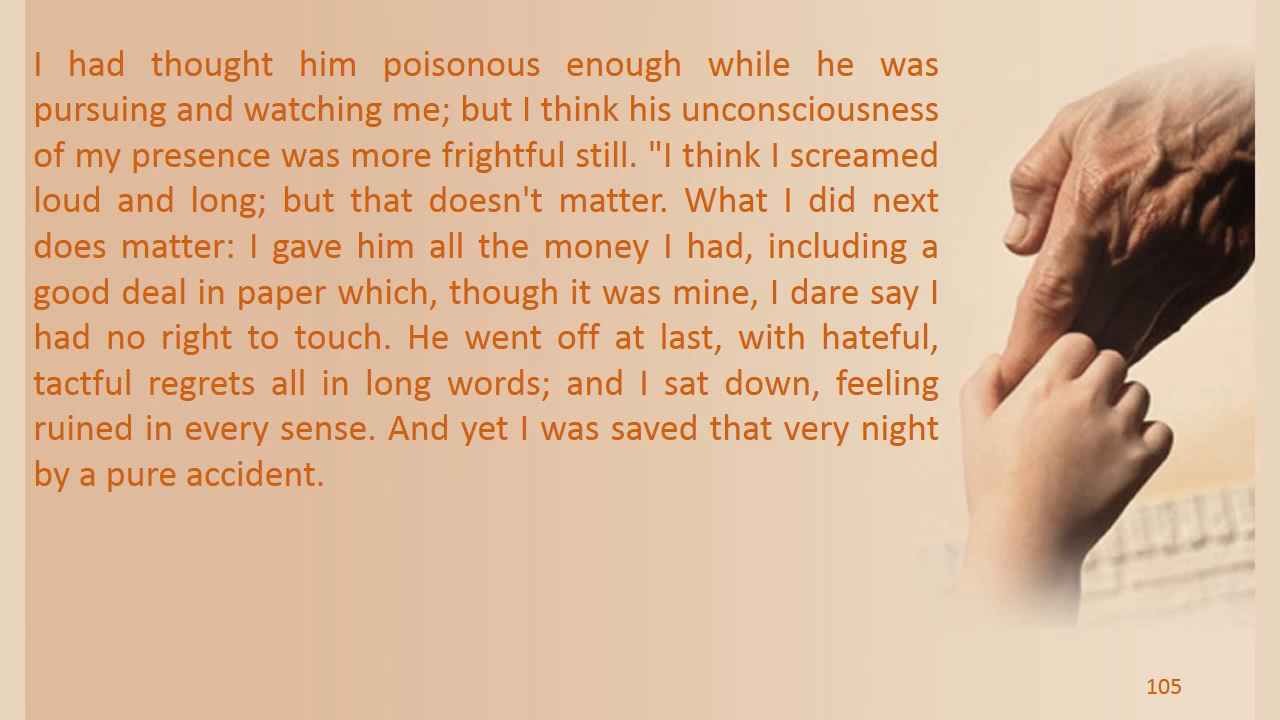 I had thought him poisonous enough while he was
pursuing and watching me; but I think his unconsciousness
of my presence was more frightful still. "I think I screamed
loud and long; but that doesn't matter. What I did next
does matter: I gave him all the money I had, including a
good deal in paper which, though it was mine, I dare say I
had no right to touch. He went off at last, with hateful,
tactful regrets all in long words; and I sat down, feeling
ruined in every sense. And yet I was saved that very night
by a pure accident.
105